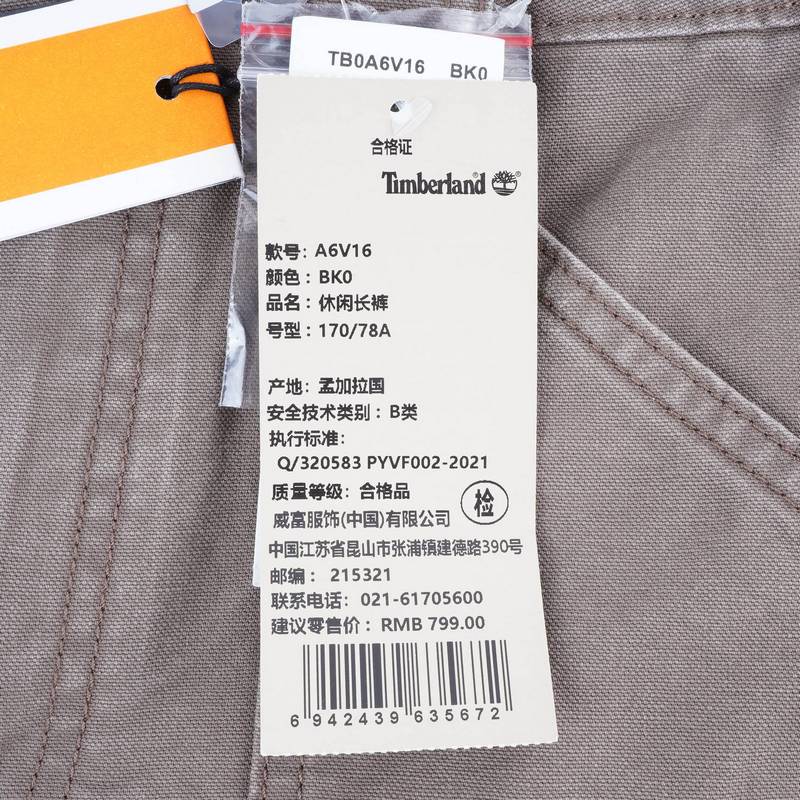 TB0A6V16 BK0
合格证
Timberland
款号: A6V16
颜色: BK0
品名: 休闲长裤
号型: 170/78A
产地: 孟加拉国
安全技术类别: B类
执行标准:
Q/320583 PYVF002-2021
质量等级: 合格品
检
威富服饰(中国)有限公司
中国江苏省昆山市张浦镇建德路390号
邮编: 215321
联系电话: 021-61705600
建议零售价: RMB 799.00
6 942439 635672